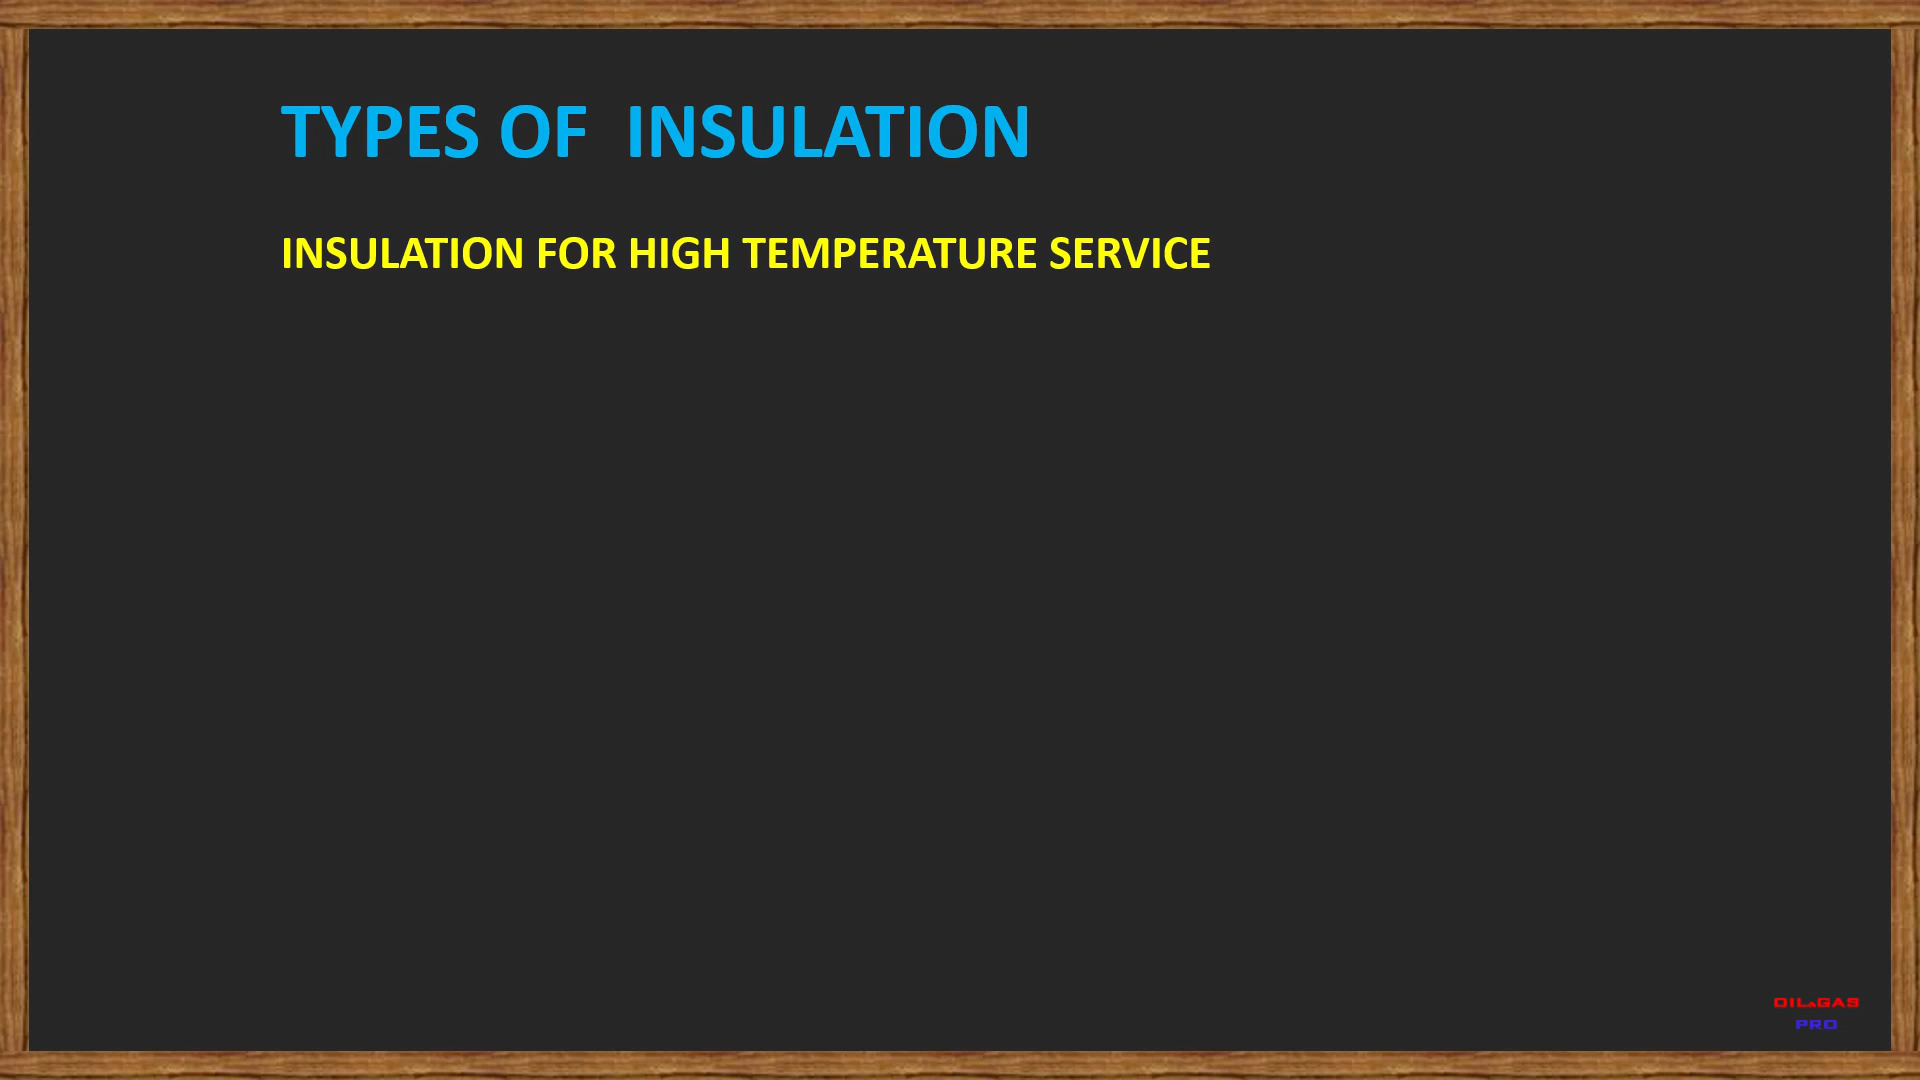 TYPES OF  INSULATION
INSULATION FOR HIGH TEMPERATURE SERVICE
OIL&GAS
PRO